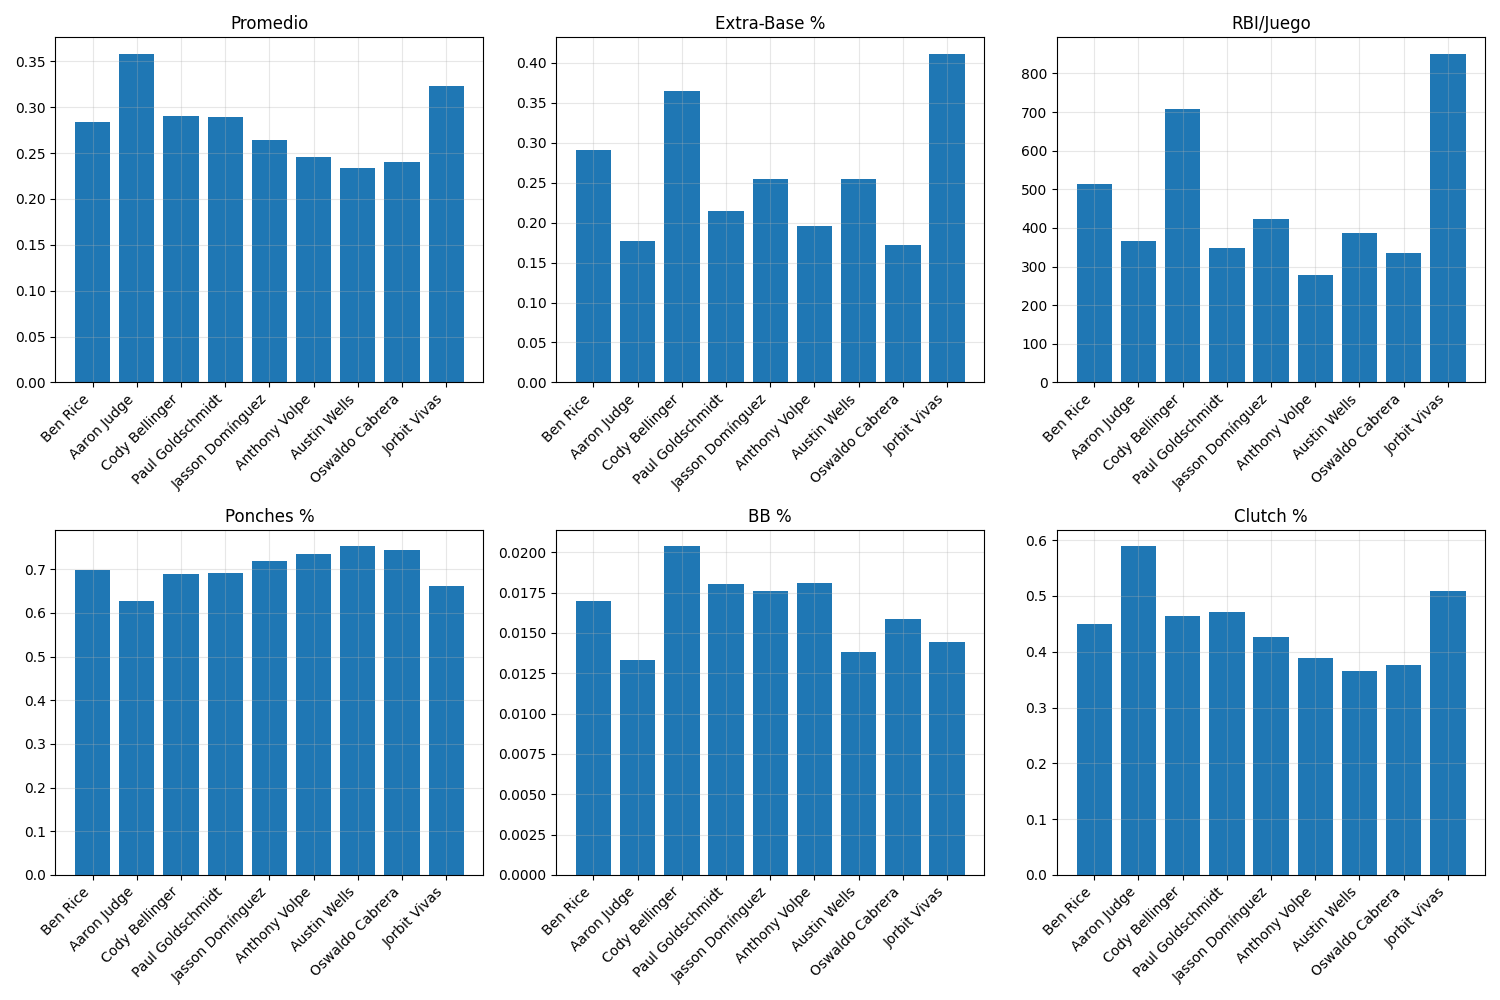 Promedio
0.35
0.30
0.25
0.20
0.15
0.10
0.05
0.00
Ben Rice
Aaron Judge
Cody Bellinger
Paul Goldschmidt
Jasson Domínguez
Anthony Volpe
Austin Wells
Oswaldo Cabrera
Jorbit Vivas
Extra-Base %
0.40
0.35
0.30
0.25
0.20
0.15
0.10
0.05
0.00
Ben Rice
Aaron Judge
Cody Bellinger
Paul Goldschmidt
Jasson Domínguez
Anthony Volpe
Austin Wells
Oswaldo Cabrera
Jorbit Vivas
RBI/Juego
800
700
600
500
400
300
200
100
0
Ben Rice
Aaron Judge
Cody Bellinger
Paul Goldschmidt
Jasson Domínguez
Anthony Volpe
Austin Wells
Oswaldo Cabrera
Jorbit Vivas
Ponches %
0.7
0.6
0.5
0.4
0.3
0.2
0.1
0.0
Ben Rice
Aaron Judge
Cody Bellinger
Paul Goldschmidt
Jasson Domínguez
Anthony Volpe
Austin Wells
Oswaldo Cabrera
Jorbit Vivas
BB %
0.0200
0.0175
0.0150
0.0125
0.0100
0.0075
0.0050
0.0025
0.0000
Ben Rice
Aaron Judge
Cody Bellinger
Paul Goldschmidt
Jasson Domínguez
Anthony Volpe
Austin Wells
Oswaldo Cabrera
Jorbit Vivas
Clutch %
0.6
0.5
0.4
0.3
0.2
0.1
0.0
Ben Rice
Aaron Judge
Cody Bellinger
Paul Goldschmidt
Jasson Domínguez
Anthony Volpe
Austin Wells
Oswaldo Cabrera
Jorbit Vivas